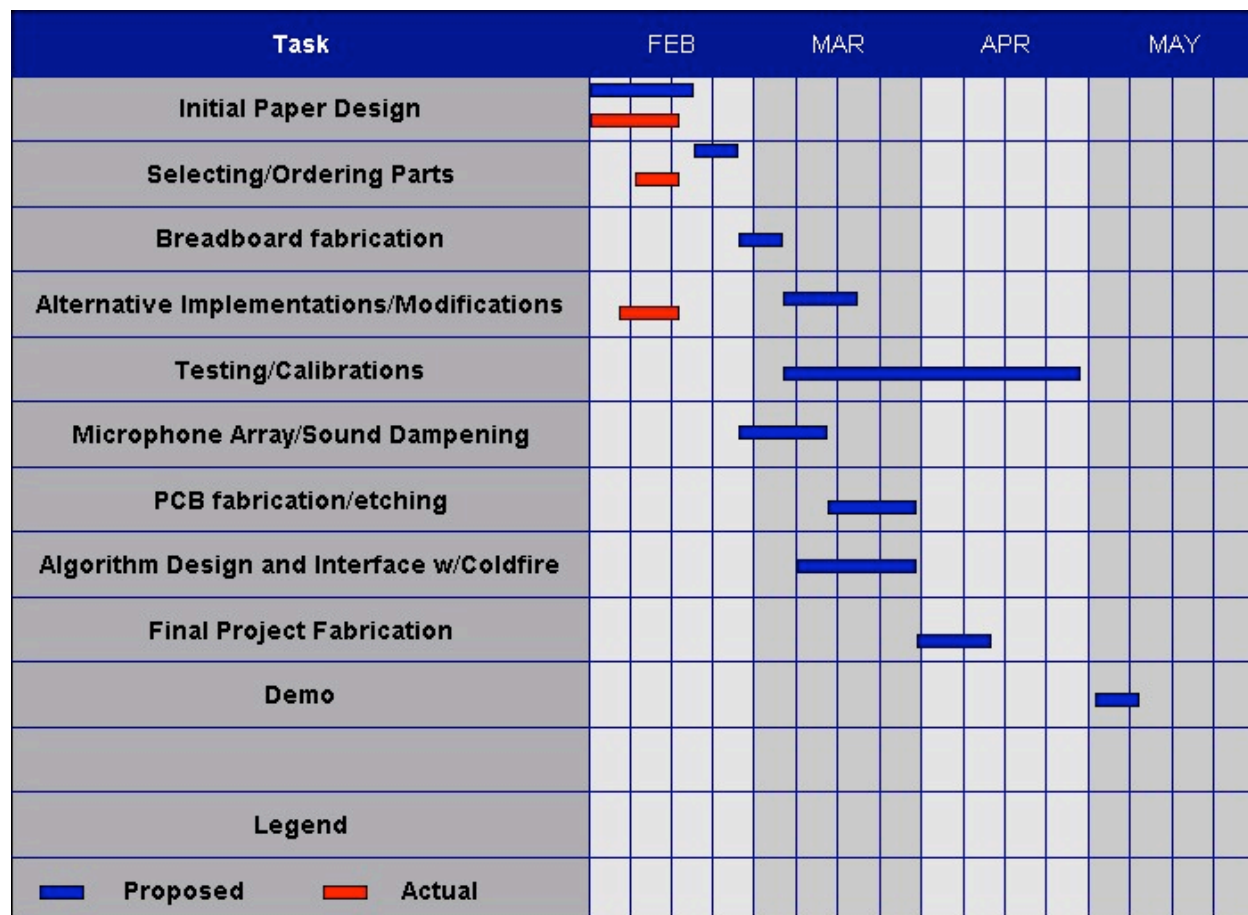 Task FEB MAR APR MAY
Initial Paper Design
Selecting/Ordering Parts
Breadboard fabrication
Alternative Implementations/Modifications
Testing/Calibrations
Microphone Array/Sound Dampening
PCB fabrication/etching
Algorithm Design and Interface w/Coldfire
Final Project Fabrication
Demo
Legend
Proposed Actual